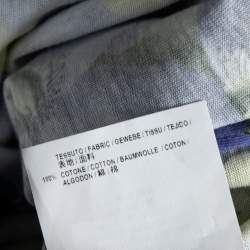 TESSUTO / FABRIC / GEWEBE / TISSU / TEJIDO /
表地 / 面料
100% COTONE / COTTON / BAUMWOLLE / COTON /
ALGODON / 綿 / 棉